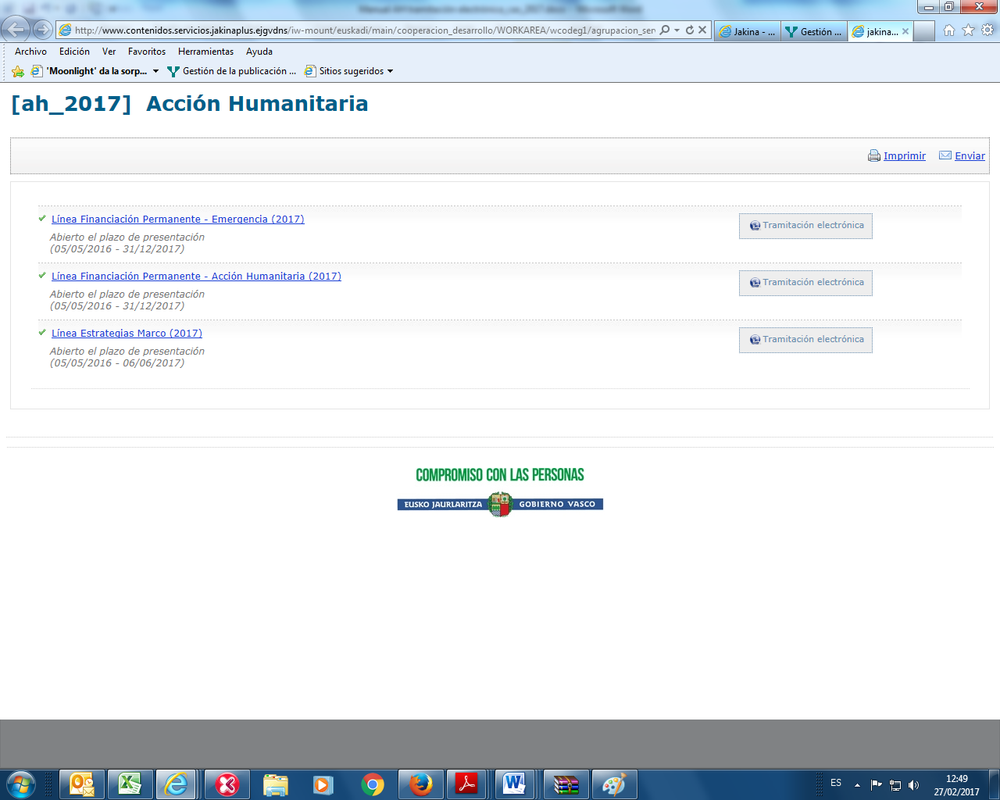 http://www.contenidos.servicios.jakinaplus.ejgvdns/iw-mount/euskadi/main/cooperacion_desarrollo/WORKAREA/wcodeg1/agrupacion_ser
Jakina - ...
Gestión ...
jakina...
Archivo Edición Ver Favoritos Herramientas Ayuda
'Moonlight' da la sorp... Gestión de la publicación ... Sitios sugeridos
[ah_2017] Acción Humanitaria
Imprimir Enviar
Línea Financiación Permanente - Emergencia (2017) Tramitación electrónica
Abierto el plazo de presentación
(05/05/2016 - 31/12/2017)
Línea Financiación Permanente - Acción Humanitaria (2017) Tramitación electrónica
Abierto el plazo de presentación
(05/05/2016 - 31/12/2017)
Línea Estrategias Marco (2017) Tramitación electrónica
Abierto el plazo de presentación
(05/05/2016 - 06/06/2017)
COMPROMISO CON LAS PERSONAS
EUSKO JAURLARITZA GOBIERNO VASCO
ES
12:49
27/02/2017